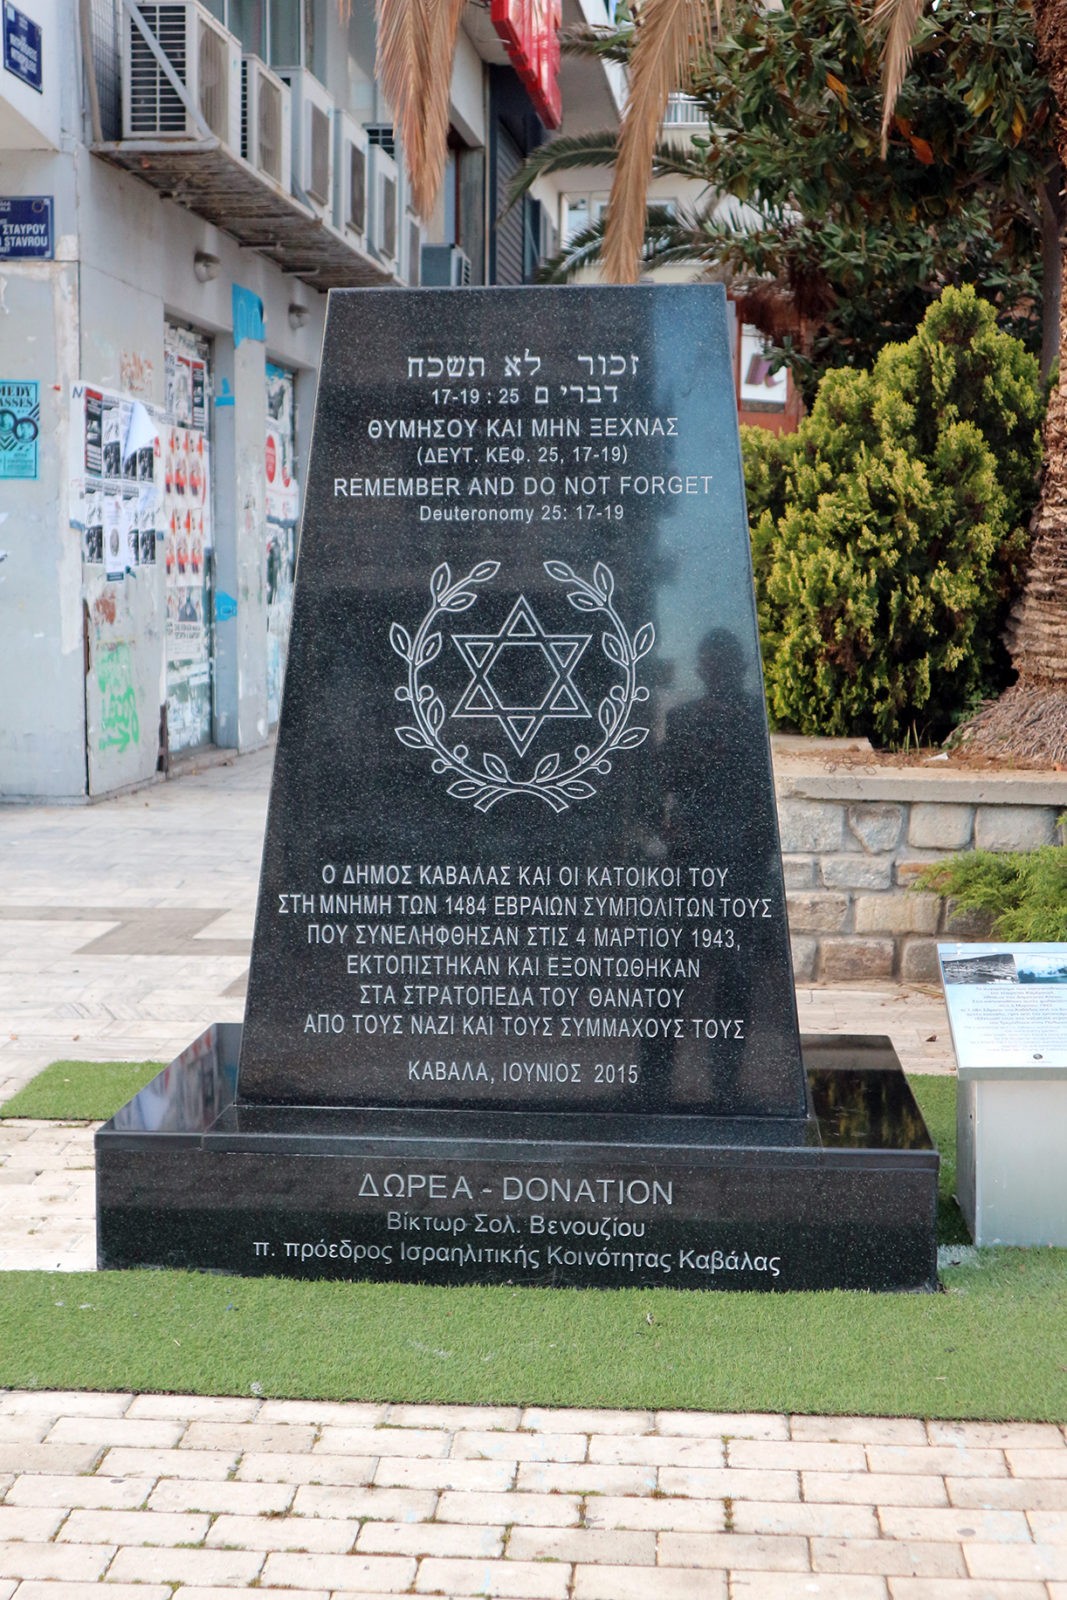 זכור לא תשכח
דברים 25 : 17-19
ΘΥΜΗΣΟΥ ΚΑΙ ΜΗΝ ΞΕΧΝΑΣ
(ΔΕΥΤ. ΚΕΦ. 25, 17-19)
REMEMBER AND DO NOT FORGET
Deuteronomy 25: 17-19
Ο ΔΗΜΟΣ ΚΑΒΑΛΑΣ ΚΑΙ ΟΙ ΚΑΤΟΙΚΟΙ ΤΟΥ
ΣΤΗ ΜΝΗΜΗ ΤΩΝ 1484 ΕΒΡΑΙΩΝ ΣΥΜΠΟΛΙΤΩΝ ΤΟΥΣ
ΠΟΥ ΣΥΝΕΛΗΦΘΗΣΑΝ ΣΤΙΣ 4 ΜΑΡΤΙΟΥ 1943,
ΕΚΤΟΠΙΣΤΗΚΑΝ ΚΑΙ ΕΞΟΝΤΩΘΗΚΑΝ
ΣΤΑ ΣΤΡΑΤΟΠΕΔΑ ΤΟΥ ΘΑΝΑΤΟΥ
ΑΠΟ ΤΟΥΣ ΝΑΖΙ ΚΑΙ ΤΟΥΣ ΣΥΜΜΑΧΟΥΣ ΤΟΥΣ
ΚΑΒΑΛΑ, ΙΟΥΝΙΟΣ 2015
ΔΩΡΕΑ - DONATION
Βίκτωρ Σολ. Βενουζίου
π. πρόεδρος Ισραηλιτικής Κοινότητας Καβάλας
ΣΤΑΥΡΟΥ
STAVROU